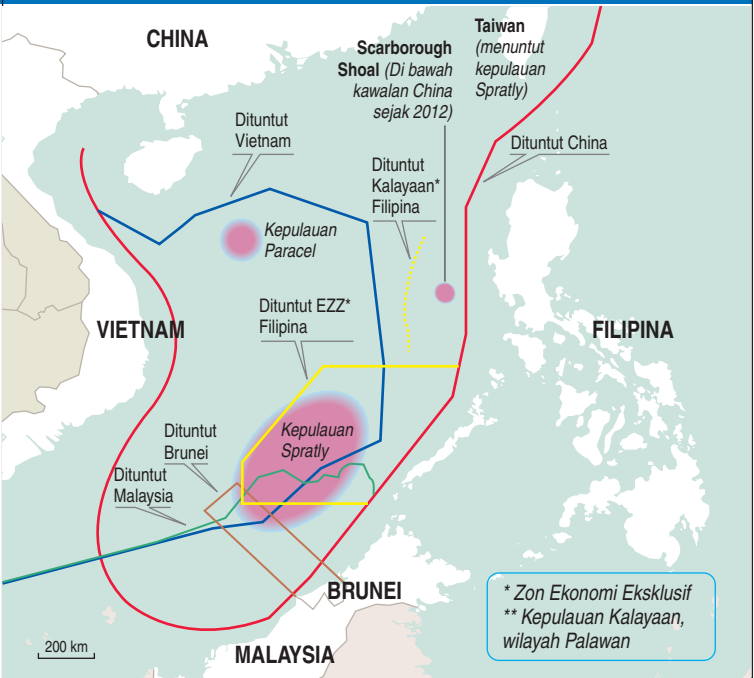 CHINA
Scarborough
Shoal (Di bawah
kawalan China
sejak 2012)
Taiwan
(menuntut
kepulauan
Spratly)
Dituntut
Vietnam
Dituntut China
Dituntut
Kalayaan*
Filipina
Kepulauan
Paracel
Dituntut EZZ*
Filipina
VIETNAM
FILIPINA
Dituntut
Brunei
Kepulauan
Spratly
Dituntut
Malaysia
BRUNEI
* Zon Ekonomi Eksklusif
** Kepulauan Kalayaan,
wilayah Palawan
200 km
MALAYSIA